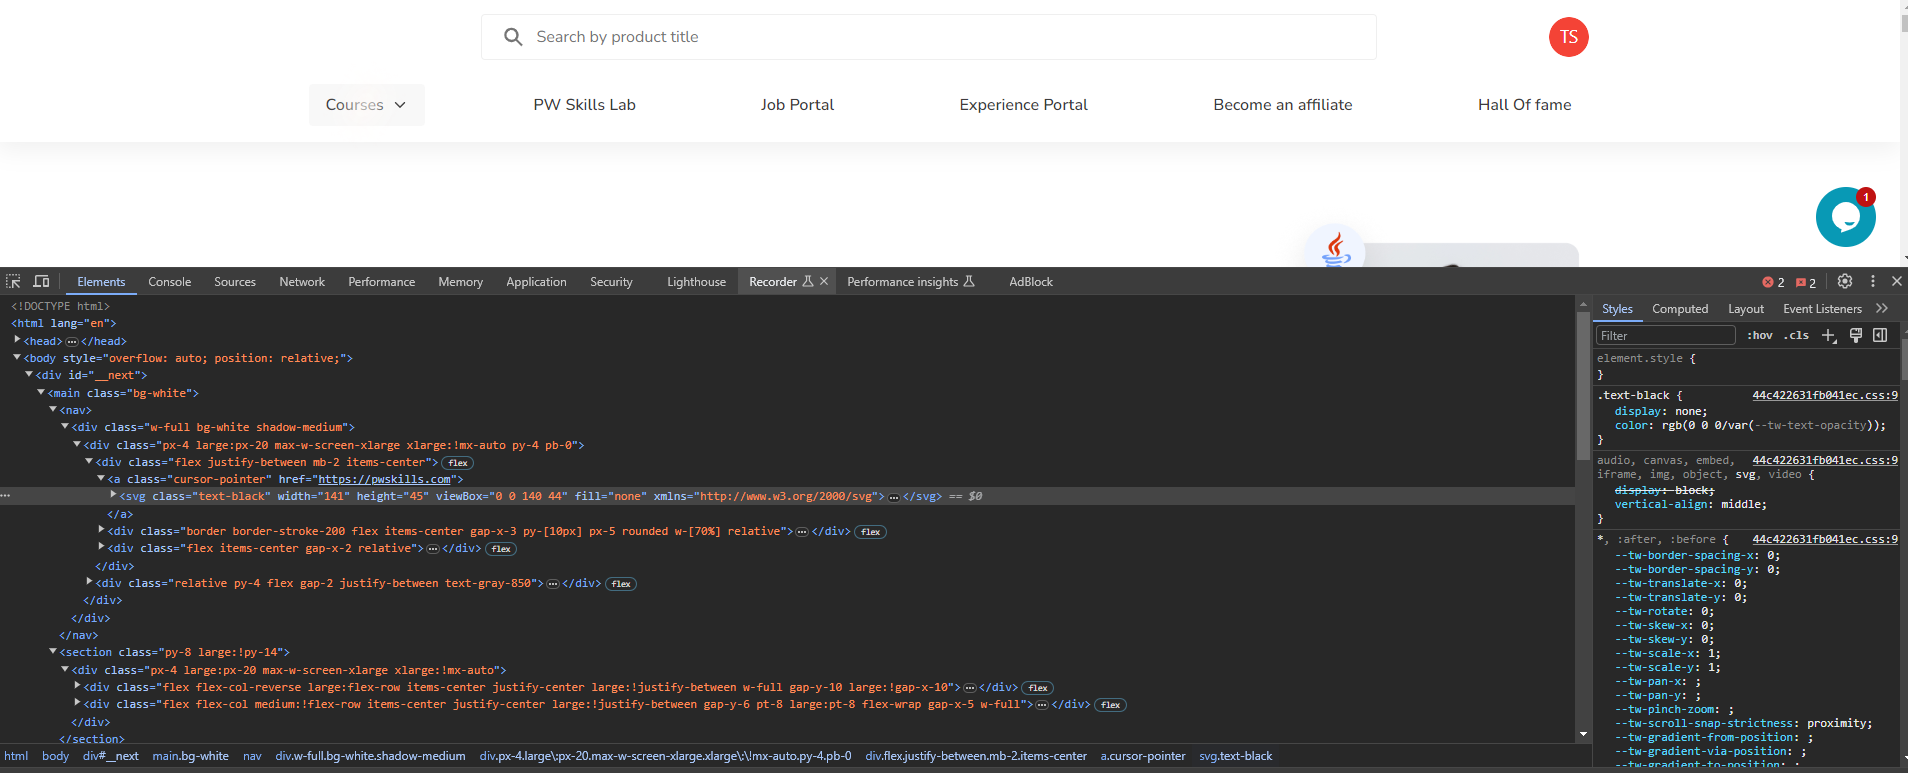 Search by product title
TS
Courses
PW Skills Lab
Job Portal
Experience Portal
Become an affiliate
Hall Of fame
1
Elements
Console
Sources
Network
Performance
Memory
Application
Security
Lighthouse
Recorder
Performance insights
AdBlock
2
2
<!DOCTYPE html>
<html lang="en">
<head>…</head>
<body style="overflow: auto; position: relative;">
<div id="__next">
<main class="bg-white">
<nav>
<div class="w-full bg-white shadow-medium">
<div class="px-4 large:px-20 max-w-screen-xlarge xlarge:!mx-auto py-4 pb-0">
<div class="flex justify-between mb-2 items-center"> flex
<a class="cursor-pointer" href="https://pwskills.com">
<svg class="text-black" width="141" height="45" viewBox="0 0 140 44" fill="none" xmlns="http://www.w3.org/2000/svg">…</svg> == $0
</a>
<div class="border border-stroke-200 flex items-center gap-x-3 py-[10px] px-5 rounded w-[70%] relative">…</div> flex
<div class="flex items-center gap-x-2 relative">…</div> flex
</div>
<div class="relative py-4 flex gap-2 justify-between text-gray-850">…</div> flex
</div>
</div>
</nav>
<section class="py-8 large:!py-14">
<div class="px-4 large:px-20 max-w-screen-xlarge xlarge:!mx-auto">
<div class="flex flex-col-reverse large:flex-row items-center justify-center large:!justify-between w-full gap-y-10 large:!gap-x-10">…</div> flex
<div class="flex flex-col medium:!flex-row items-center justify-center large:!justify-between gap-y-6 pt-8 large:pt-8 flex-wrap gap-x-5 w-full">…</div> flex
</div>
</section>
html body div#__next main.bg-white nav div.w-full.bg-white.shadow-medium div.px-4.large\:px-20.max-w-screen-xlarge.xlarge\:\!mx-auto.py-4.pb-0 div.flex.justify-between.mb-2.items-center a.cursor-pointer svg.text-black
Styles
Computed
Layout
Event Listeners
Filter
:hov
.cls
element.style {
}
.text-black { 44c422631fb041ec.css:9
display: none;
color: rgb(0 0 0/var(--tw-text-opacity));
}
audio, canvas, embed, 44c422631fb041ec.css:9
iframe, img, object, svg, video {
display: block;
vertical-align: middle;
}
*, :after, :before { 44c422631fb041ec.css:9
--tw-border-spacing-x: 0;
--tw-border-spacing-y: 0;
--tw-translate-x: 0;
--tw-translate-y: 0;
--tw-rotate: 0;
--tw-skew-x: 0;
--tw-skew-y: 0;
--tw-scale-x: 1;
--tw-scale-y: 1;
--tw-pan-x: ;
--tw-pan-y: ;
--tw-pinch-zoom: ;
--tw-scroll-snap-strictness: proximity;
--tw-gradient-from-position: ;
--tw-gradient-via-position: ;
--tw-gradient-to-position: ;